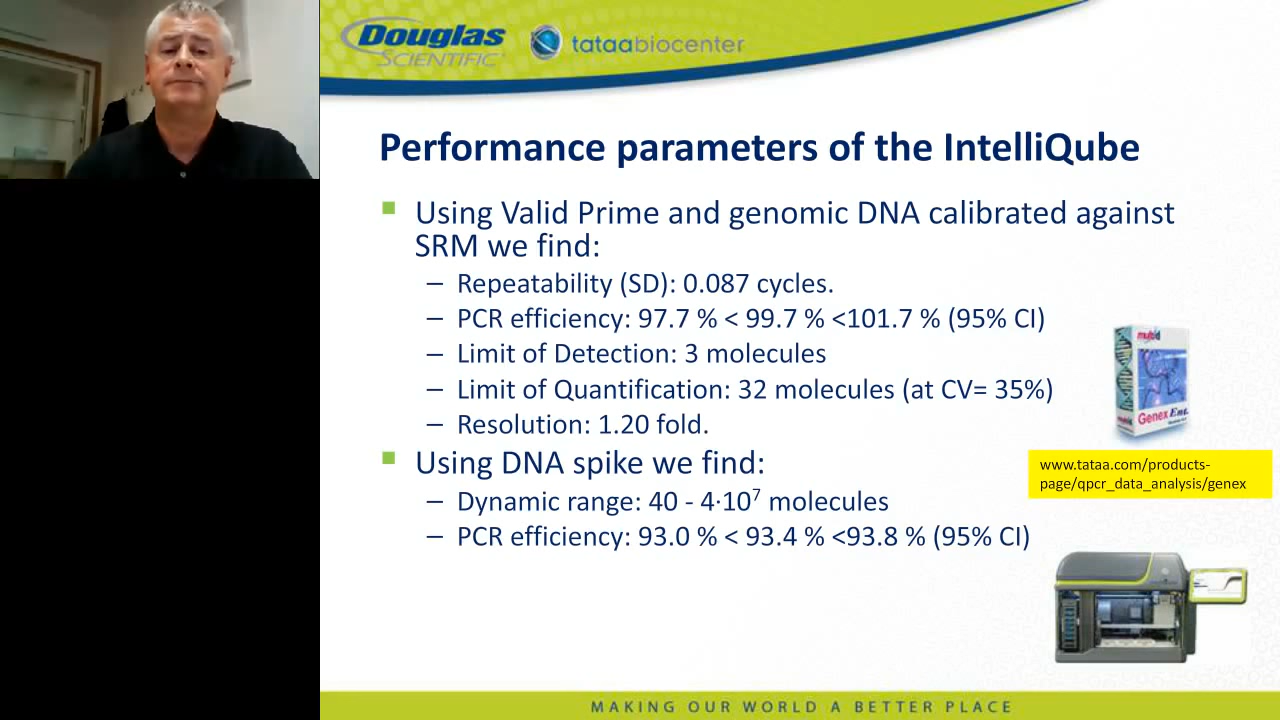 Douglas
SCIENTIFIC
tataabiocenter
Performance parameters of the IntelliQube
Using Valid Prime and genomic DNA calibrated against
SRM we find:
– Repeatability (SD): 0.087 cycles.
– PCR efficiency: 97.7 % < 99.7 % <101.7 % (95% CI)
– Limit of Detection: 3 molecules
– Limit of Quantification: 32 molecules (at CV= 35%)
– Resolution: 1.20 fold.
Using DNA spike we find:
– Dynamic range: 40 - 4·10⁷ molecules
– PCR efficiency: 93.0 % < 93.4 % <93.8 % (95% CI)
multid
Genex Ent.
www.tataa.com/products-
page/qpcr_data_analysis/genex
MAKING OUR WORLD A BETTER PLACE